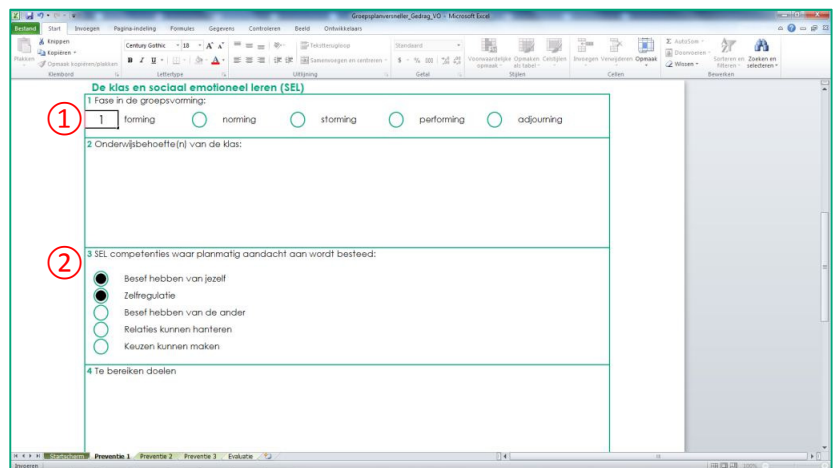 Groepsplanversneller_Gedrag_VO - Microsoft Excel
Bestand Start Invoegen Pagina-indeling Formules Gegevens Controleren Beeld Ontwikkelaars
Knippen
Kopiëren
Opmaak kopiëren/plakken
Plakken
Century Gothic 18
Tekstterugloop
Samenvoegen en centreren
Standaard
Voorwaardelijke opmaak Opmaken als tabel Celstijlen
Invoegen Verwijderen Opmaak
AutoSom
Doorvoeren
Wissen
Sorteren en filteren Zoeken en selecteren
Klembord Lettertype Uitlijning Getal Stijlen Cellen Bewerken
De klas en sociaal emotioneel leren (SEL)
1 Fase in de groepsvorming:
1
1 forming norming storming performing adjourning
2 Onderwijsbehoefte(n) van de klas:
2
3 SEL competenties waar planmatig aandacht aan wordt besteed:
Besef hebben van jezelf
Zelfregulatie
Besef hebben van de ander
Relaties kunnen hanteren
Keuzen kunnen maken
4 Te bereiken doelen
Startscherm Preventie 1 Preventie 2 Preventie 3 Evaluatie
Invoeren 100%